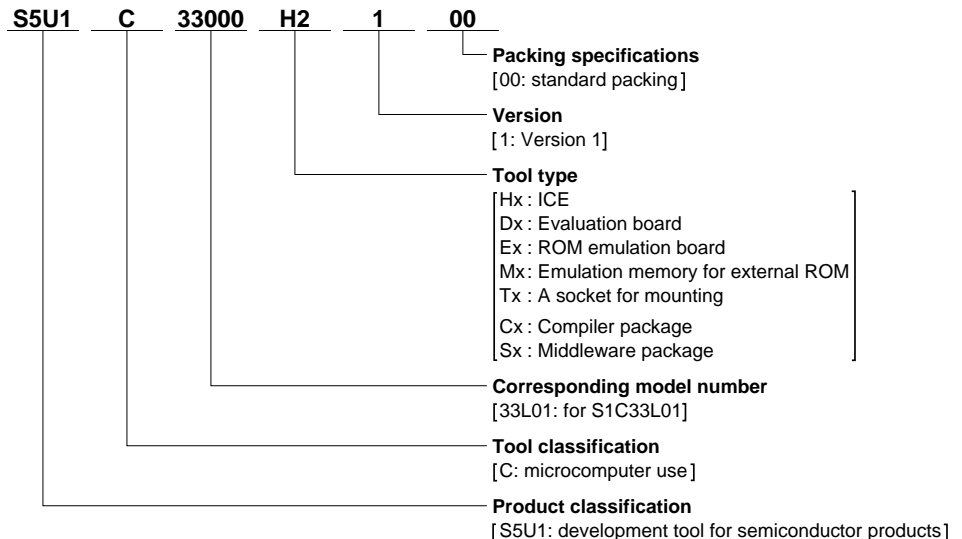 S5U1 C 33000 H2 1 00
Packing specifications
[00: standard packing]
Version
[1: Version 1]
Tool type
[Hx : ICE
Dx : Evaluation board
Ex : ROM emulation board
Mx : Emulation memory for external ROM
Tx : A socket for mounting
Cx : Compiler package
Sx : Middleware package]
Corresponding model number
[33L01: for S1C33L01]
Tool classification
[C: microcomputer use]
Product classification
[S5U1: development tool for semiconductor products]